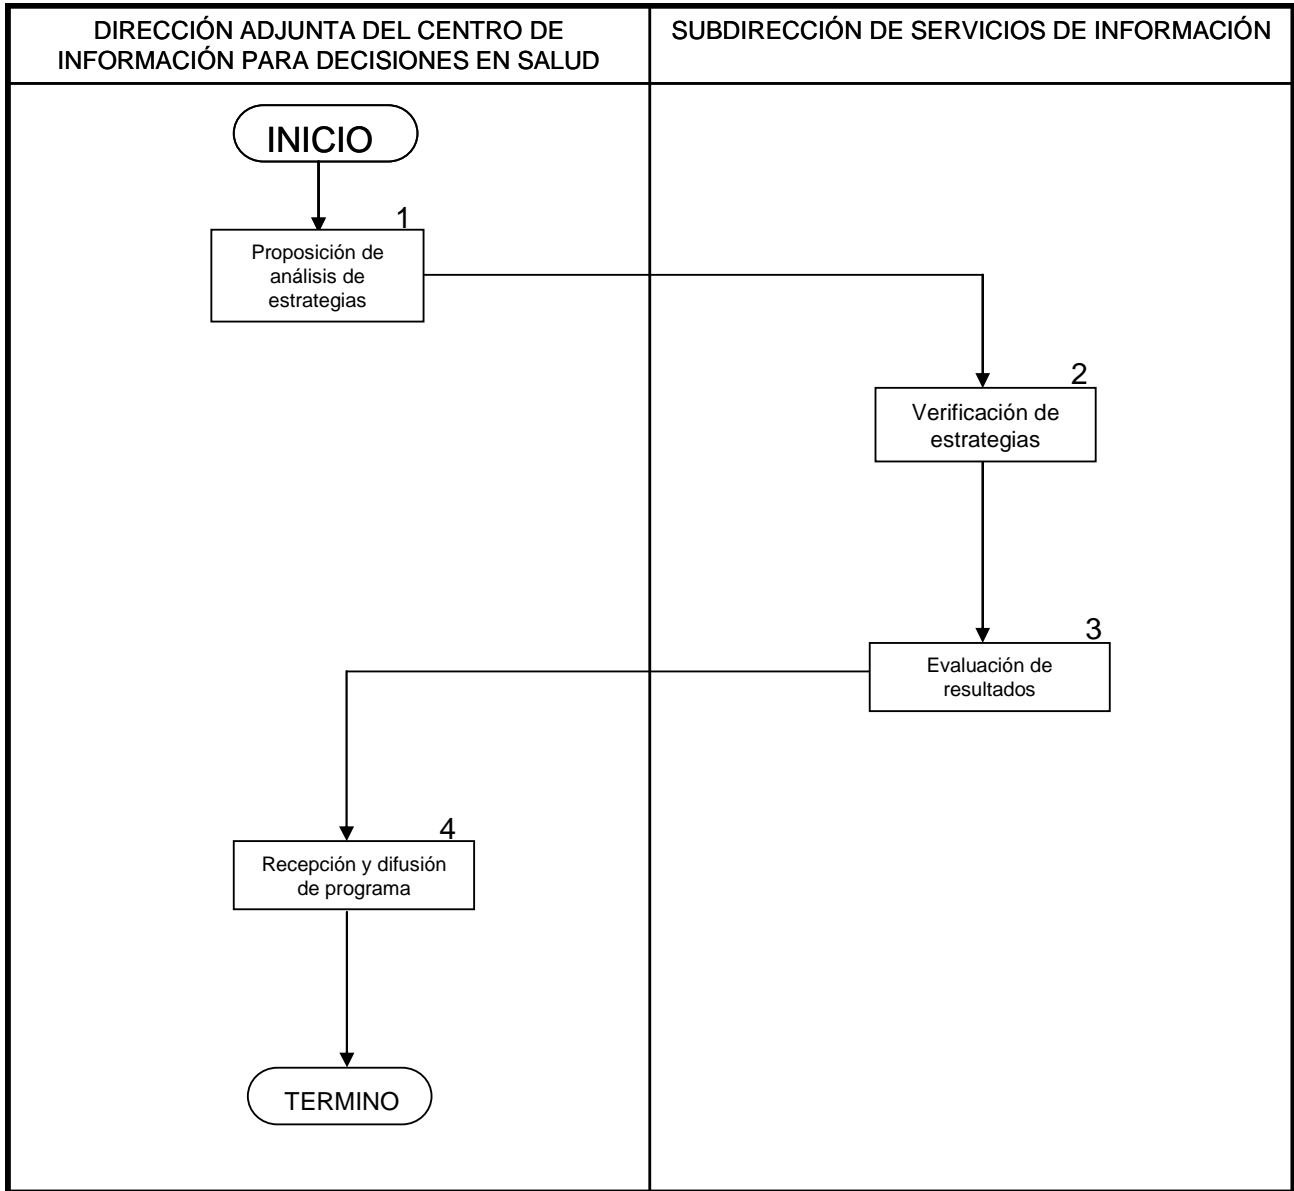 DIRECCIÓN ADJUNTA DEL CENTRO DE
INFORMACIÓN PARA DECISIONES EN SALUD
SUBDIRECCIÓN DE SERVICIOS DE INFORMACIÓN
INICIO
1
Proposición de
análisis de
estrategias
2
Verificación de
estrategias
3
Evaluación de
resultados
4
Recepción y difusión
de programa
TERMINO